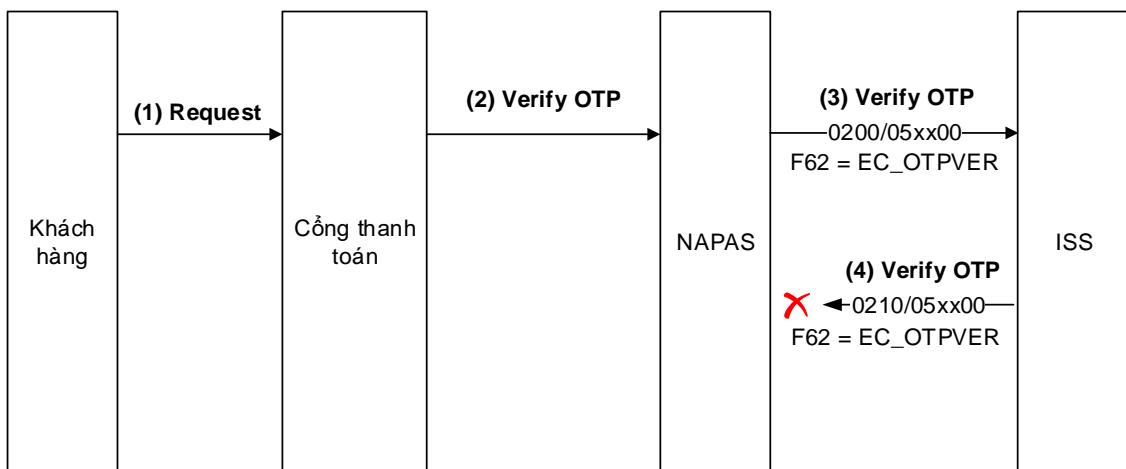 (1) Request
(2) Verify OTP
(3) Verify OTP
0200/05xx00
F62 = EC_OTPVER
Khách
hàng
Cổng thanh
toán
NAPAS
ISS
(4) Verify OTP
0210/05xx00
F62 = EC_OTPVER